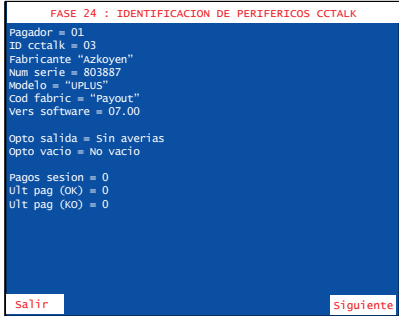 FASE 24 : IDENTIFICACION DE PERIFERICOS CCTALK
Pagador = 01
ID cctalk = 03
Fabricante “Azkoyen”
Num serie = 803887
Modelo = “UPLUS”
Cod fabric = “Payout”
Vers software = 07.00
Opto salida = Sin averias
Opto vacio = No vacio
Pagos sesion = 0
Ult pag (OK) = 0
Ult pag (KO) = 0
Salir
Siguiente